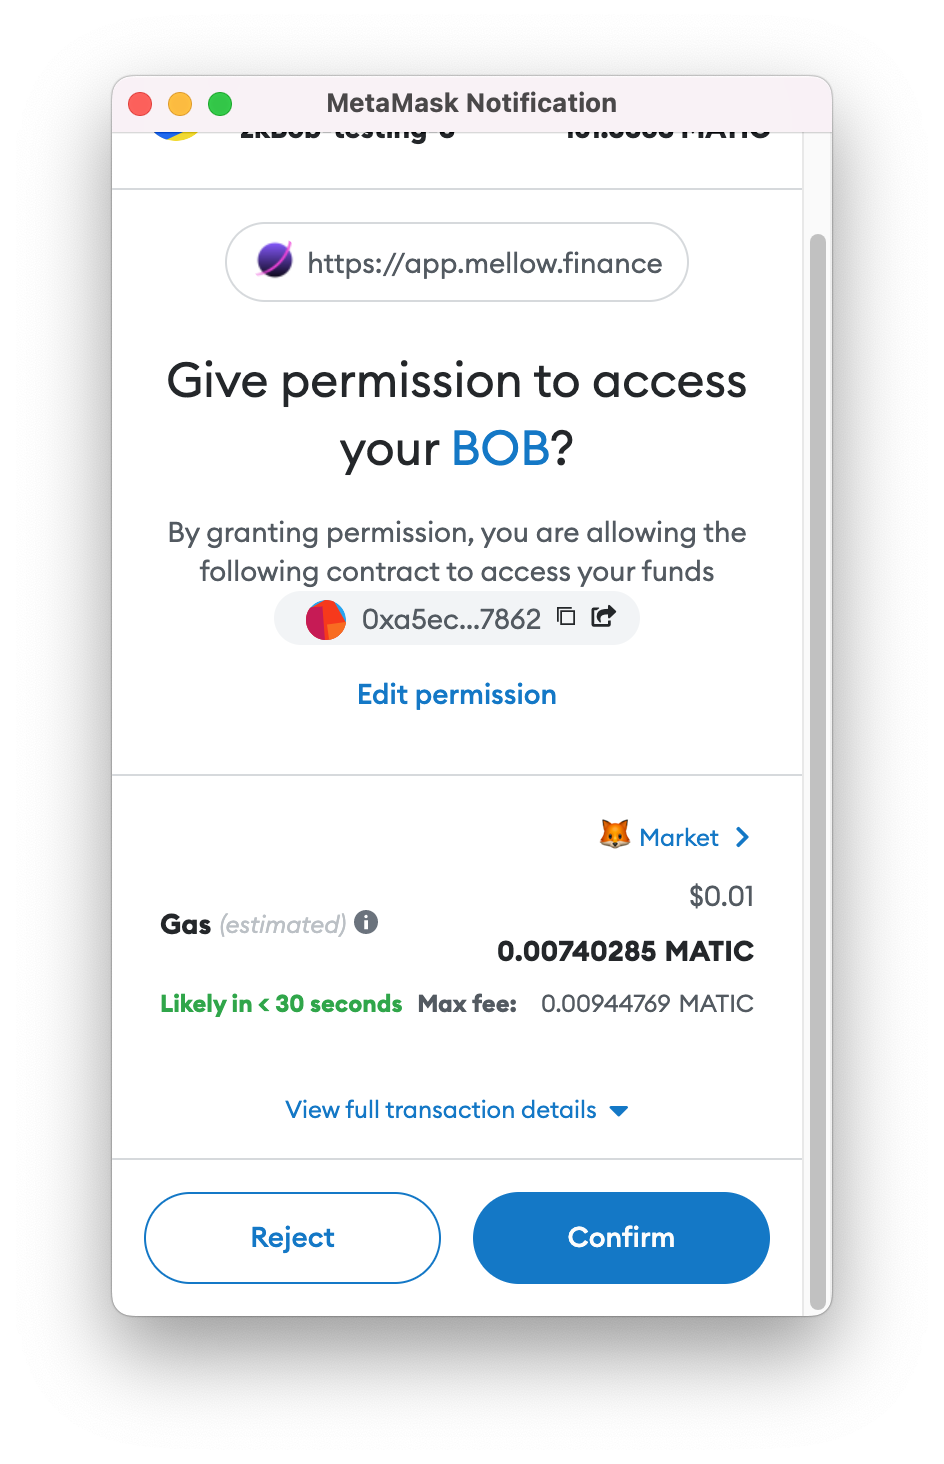 MetaMask Notification
MATIC
https://app.mellow.finance
Give permission to access
your BOB?
By granting permission, you are allowing the
following contract to access your funds
0xa5ec...7862
Edit permission
Market
$0.01
Gas (estimated)
0.00740285 MATIC
Likely in < 30 seconds Max fee: 0.00944769 MATIC
View full transaction details
Reject Confirm